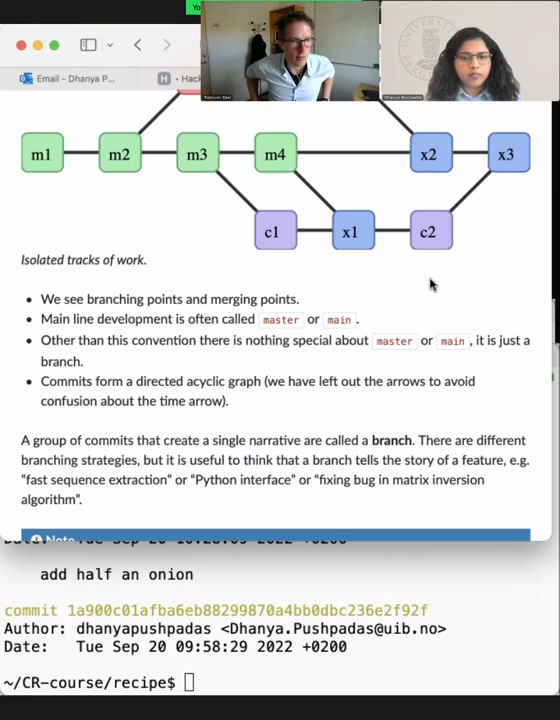 Email - Dhanya P...
H
Hack
m1
m2
m3
m4
x2
x3
c1
x1
c2
Isolated tracks of work.
• We see branching points and merging points.
• Main line development is often called master or main .
• Other than this convention there is nothing special about master or main , it is just a
branch.
• Commits form a directed acyclic graph (we have left out the arrows to avoid
confusion about the time arrow).
A group of commits that create a single narrative are called a branch. There are different
branching strategies, but it is useful to think that a branch tells the story of a feature, e.g.
“fast sequence extraction” or “Python interface” or “fixing bug in matrix inversion
algorithm”.
Note
add half an onion
commit 1a900c01afba6eb88299870a4bb0dbc236e2f92f
Author: dhanyapushpadas <Dhanya.Pushpadas@uib.no>
Date: Tue Sep 20 09:58:29 2022 +0200
~/CR-course/recipe$